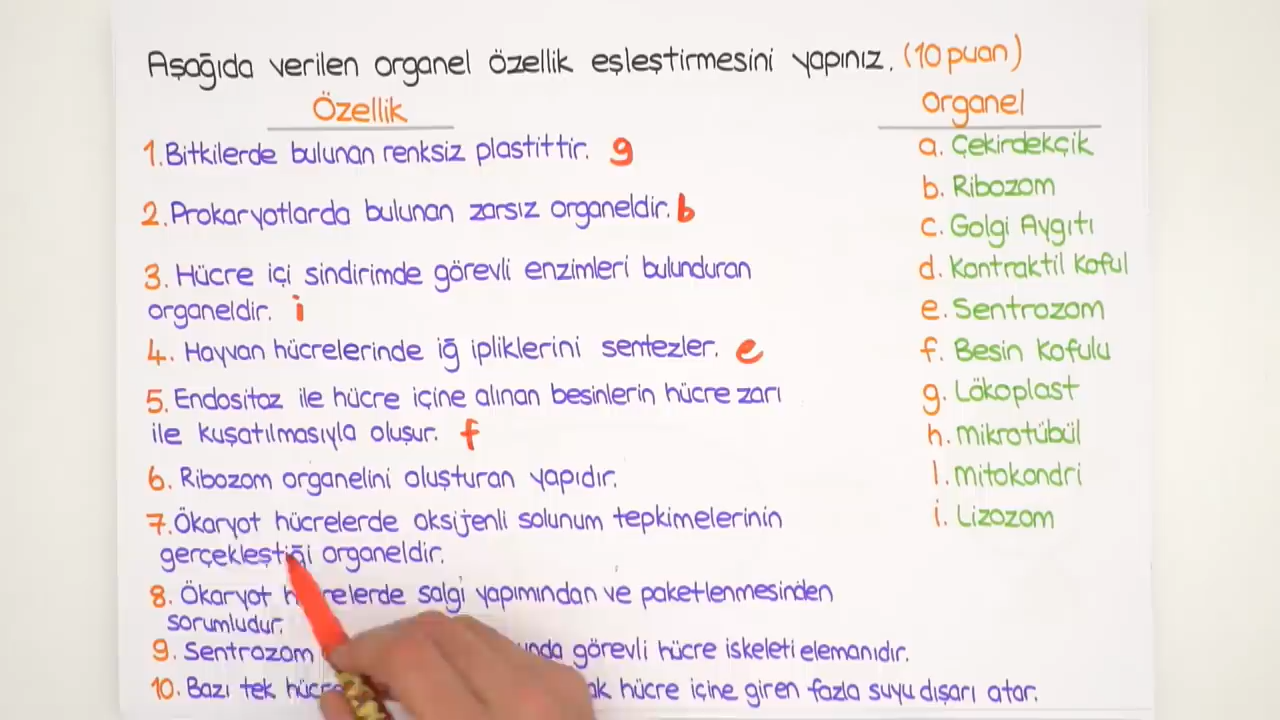 Aşağıda verilen organel özellik eşleştirmesini yapınız. (10 puan)
Özellik
1. Bitkilerde bulunan renksiz plastittir. g
2. Prokaryotlarda bulunan zarsız organeldir. b
3. Hücre içi sindirimde görevli enzimleri bulunduran
organeldir. i
4. Hayvan hücrelerinde iğ ipliklerini sentezler. e
5. Endositoz ile hücre içine alınan besinlerin hücre zarı
ile kuşatılmasıyla oluşur. f
6. Ribozom organelini oluşturan yapıdır.
7. Ökaryot hücrelerde oksijenli solunum tepkimelerinin
gerçekleştiği organeldir.
8. Ökaryot salgı yapımından ve paketlenmesinden
sorumludur.
9. Sentrozom görevli hücre iskeleti elemanıdır.
10. Bazı tek hücre içine giren fazla suyu dışarı atar.
Organel
a. Çekirdekçik
b. Ribozom
c. Golgi Aygıtı
d. Kontraktil Koful
e. Sentrozom
f. Besin Kofulu
g. Lökoplast
h. Mikrotübül
I. Mitokondri
i. Lizozom